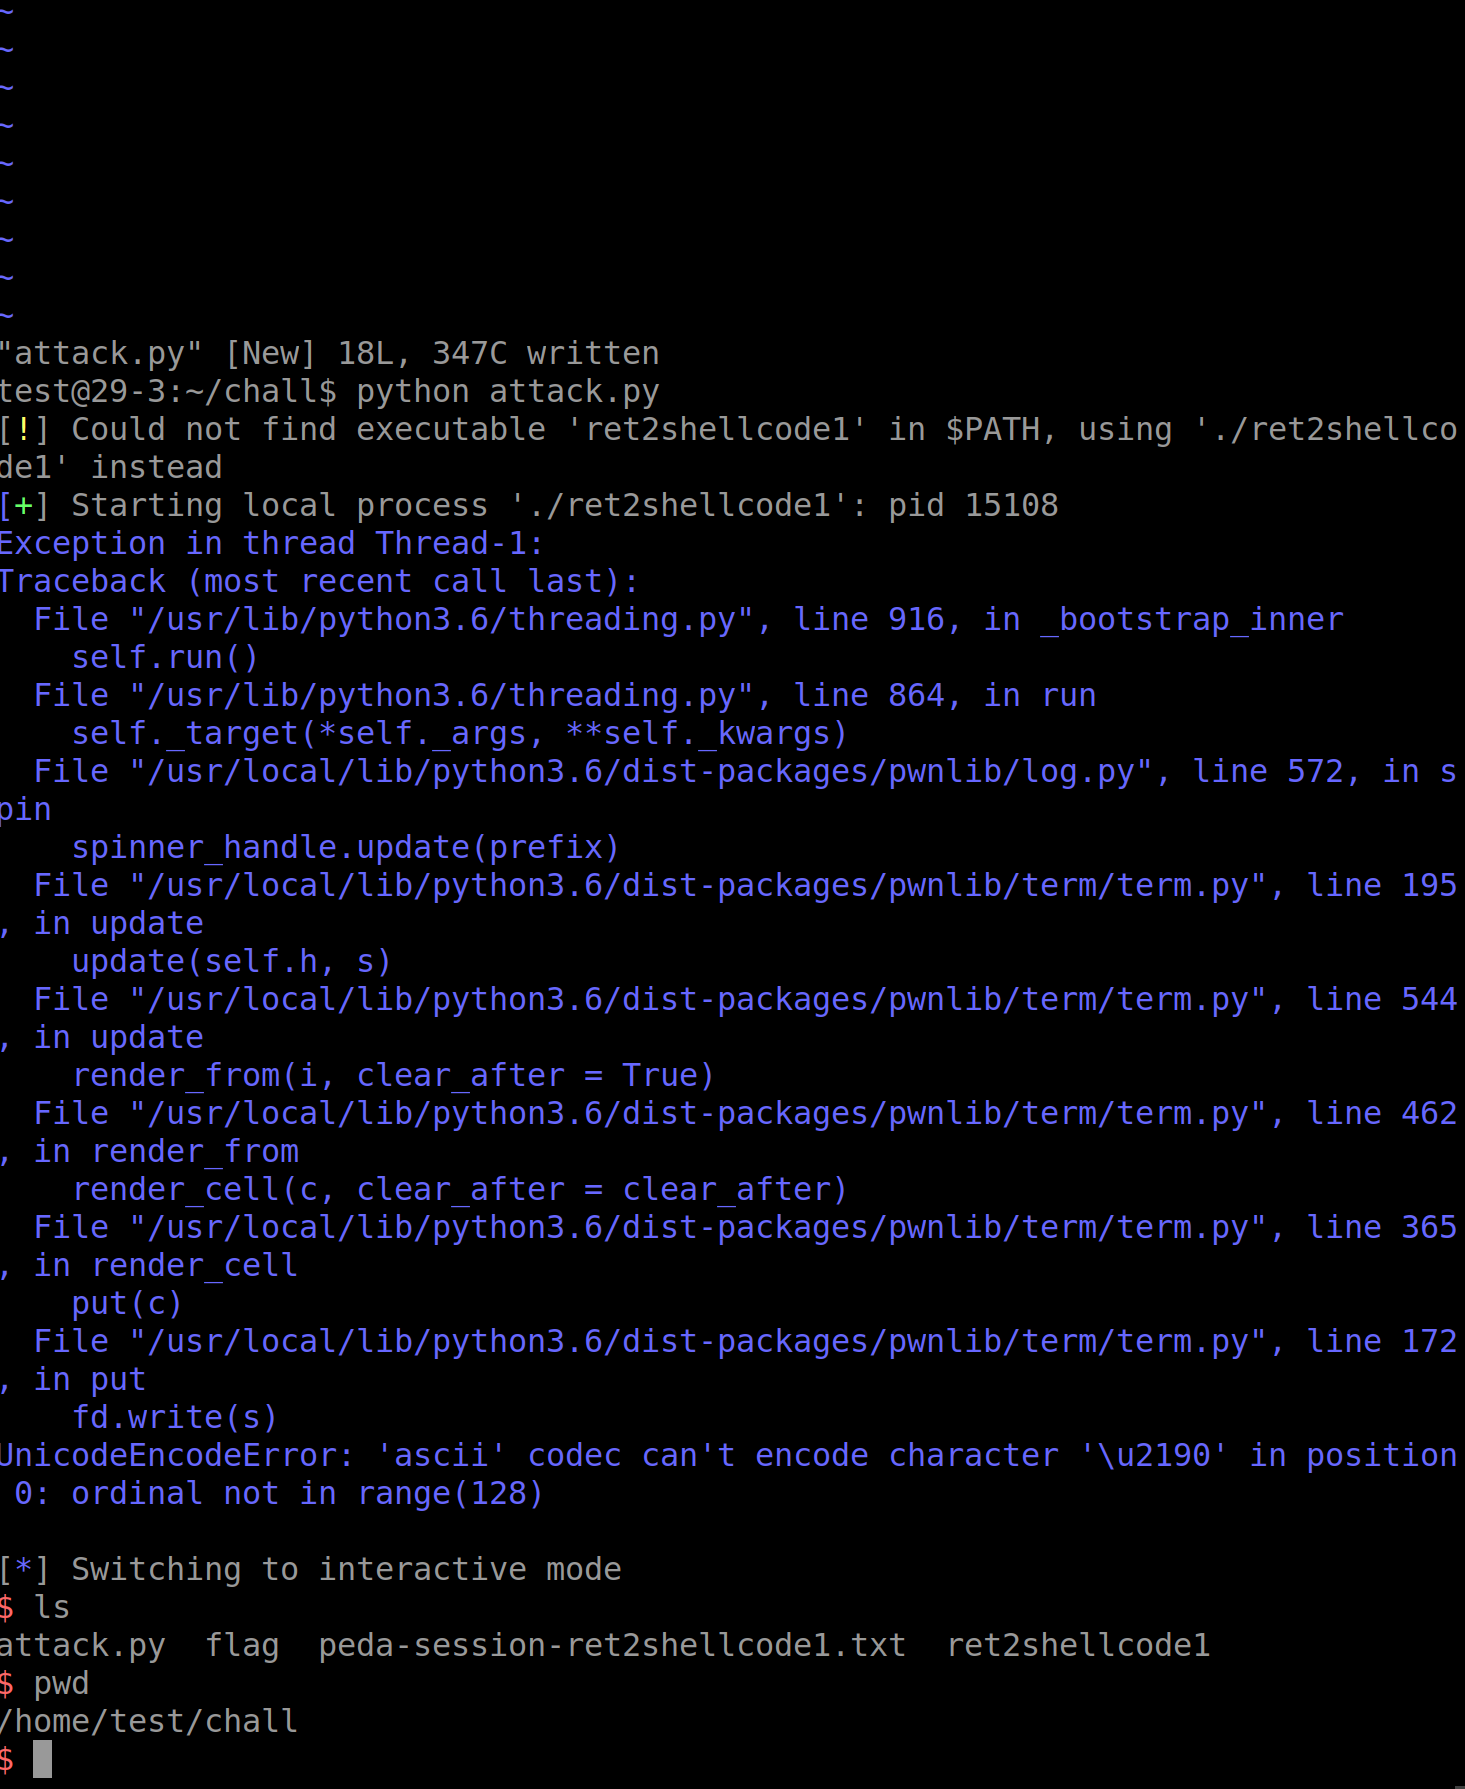 ~
~
~
~
~
~
~
~
~
"attack.py" [New] 18L, 347C written
test@29-3:~/chall$ python attack.py
[!] Could not find executable 'ret2shellcode1' in $PATH, using './ret2shellco
de1' instead
[+] Starting local process './ret2shellcode1': pid 15108
Exception in thread Thread-1:
Traceback (most recent call last):
  File "/usr/lib/python3.6/threading.py", line 916, in _bootstrap_inner
    self.run()
  File "/usr/lib/python3.6/threading.py", line 864, in run
    self._target(*self._args, **self._kwargs)
  File "/usr/local/lib/python3.6/dist-packages/pwnlib/log.py", line 572, in s
pin
    spinner_handle.update(prefix)
  File "/usr/local/lib/python3.6/dist-packages/pwnlib/term/term.py", line 195
, in update
    update(self.h, s)
  File "/usr/local/lib/python3.6/dist-packages/pwnlib/term/term.py", line 544
, in update
    render_from(i, clear_after = True)
  File "/usr/local/lib/python3.6/dist-packages/pwnlib/term/term.py", line 462
, in render_from
    render_cell(c, clear_after = clear_after)
  File "/usr/local/lib/python3.6/dist-packages/pwnlib/term/term.py", line 365
, in render_cell
    put(c)
  File "/usr/local/lib/python3.6/dist-packages/pwnlib/term/term.py", line 172
, in put
    fd.write(s)
UnicodeEncodeError: 'ascii' codec can't encode character '\u2190' in position
 0: ordinal not in range(128)

[*] Switching to interactive mode
$ ls
attack.py  flag  peda-session-ret2shellcode1.txt  ret2shellcode1
$ pwd
/home/test/chall
$